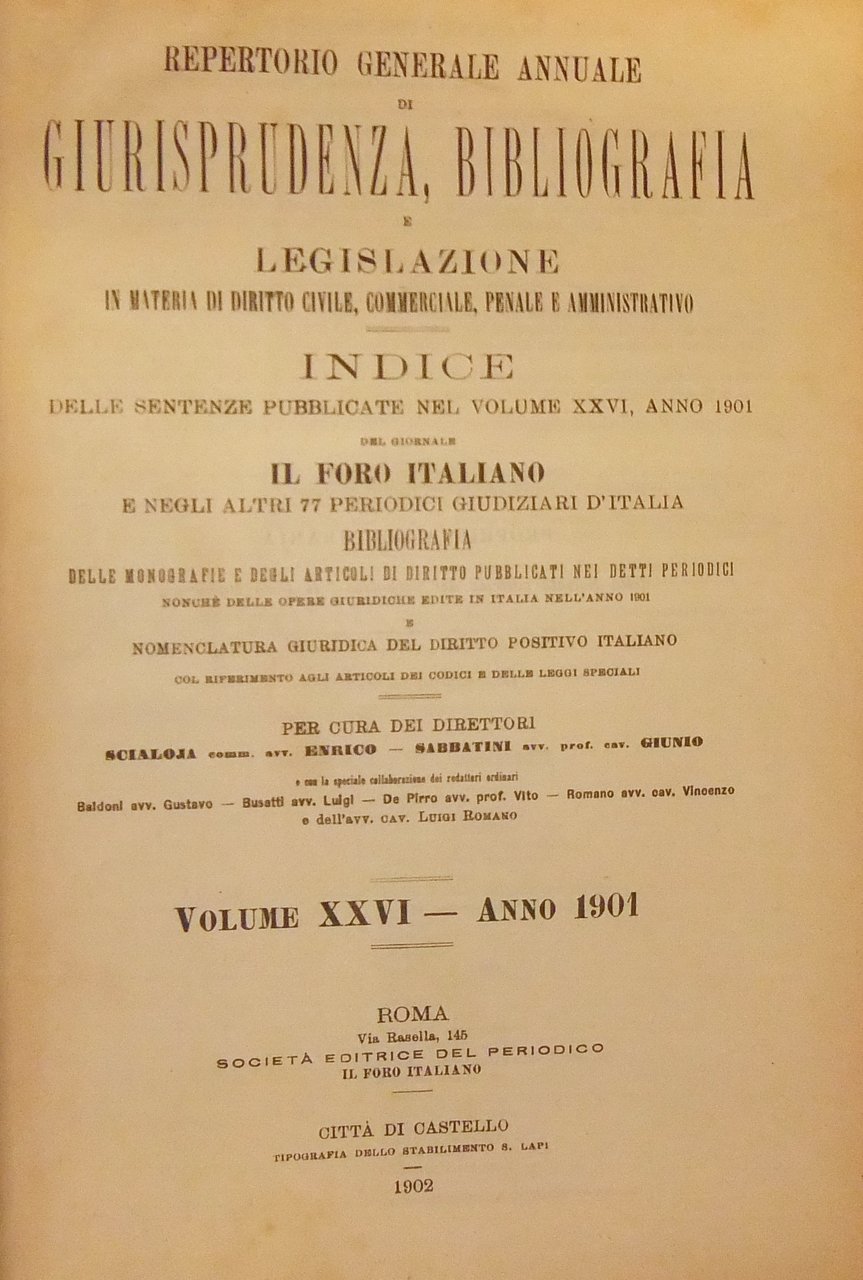 REPERTORIO GENERALE ANNUALE
DI
GIURISPRUDENZA, BIBLIOGRAFIA
E
LEGISLAZIONE
IN MATERIA DI DIRITTO CIVILE, COMMERCIALE, PENALE E AMMINISTRATIVO
INDICE
DELLE SENTENZE PUBBLICATE NEL VOLUME XXVI, ANNO 1901
DEL GIORNALE
IL FORO ITALIANO
E NEGLI ALTRI 77 PERIODICI GIUDIZIARI D'ITALIA
BIBLIOGRAFIA
DELLE MONOGRAFIE E DEGLI ARTICOLI DI DIRITTO PUBBLICATI NEI DETTI PERIODICI
NONCHÈ DELLE OPERE GIURIDICHE EDITE IN ITALIA NELL'ANNO 1901
E
NOMENCLATURA GIURIDICA DEL DIRITTO POSITIVO ITALIANO
COL RIFERIMENTO AGLI ARTICOLI DEI CODICI E DELLE LEGGI SPECIALI
PER CURA DEI DIRETTORI
SCIALOJA comm. avv. ENRICO — SABBATINI avv. prof. cav. GIUNIO
e con la speciale collaborazione dei redattori ordinari
Baldoni avv. Gustavo — Busatti avv. Luigi — De Pirro avv. prof. Vito — Romano avv. cav. Vincenzo
e dell'avv. CAV. LUIGI ROMANO
VOLUME XXVI — ANNO 1901
ROMA
Via Rasella, 145
SOCIETÀ EDITRICE DEL PERIODICO
IL FORO ITALIANO
CITTÀ DI CASTELLO
TIPOGRAFIA DELLO STABILIMENTO S. LAPI
1902